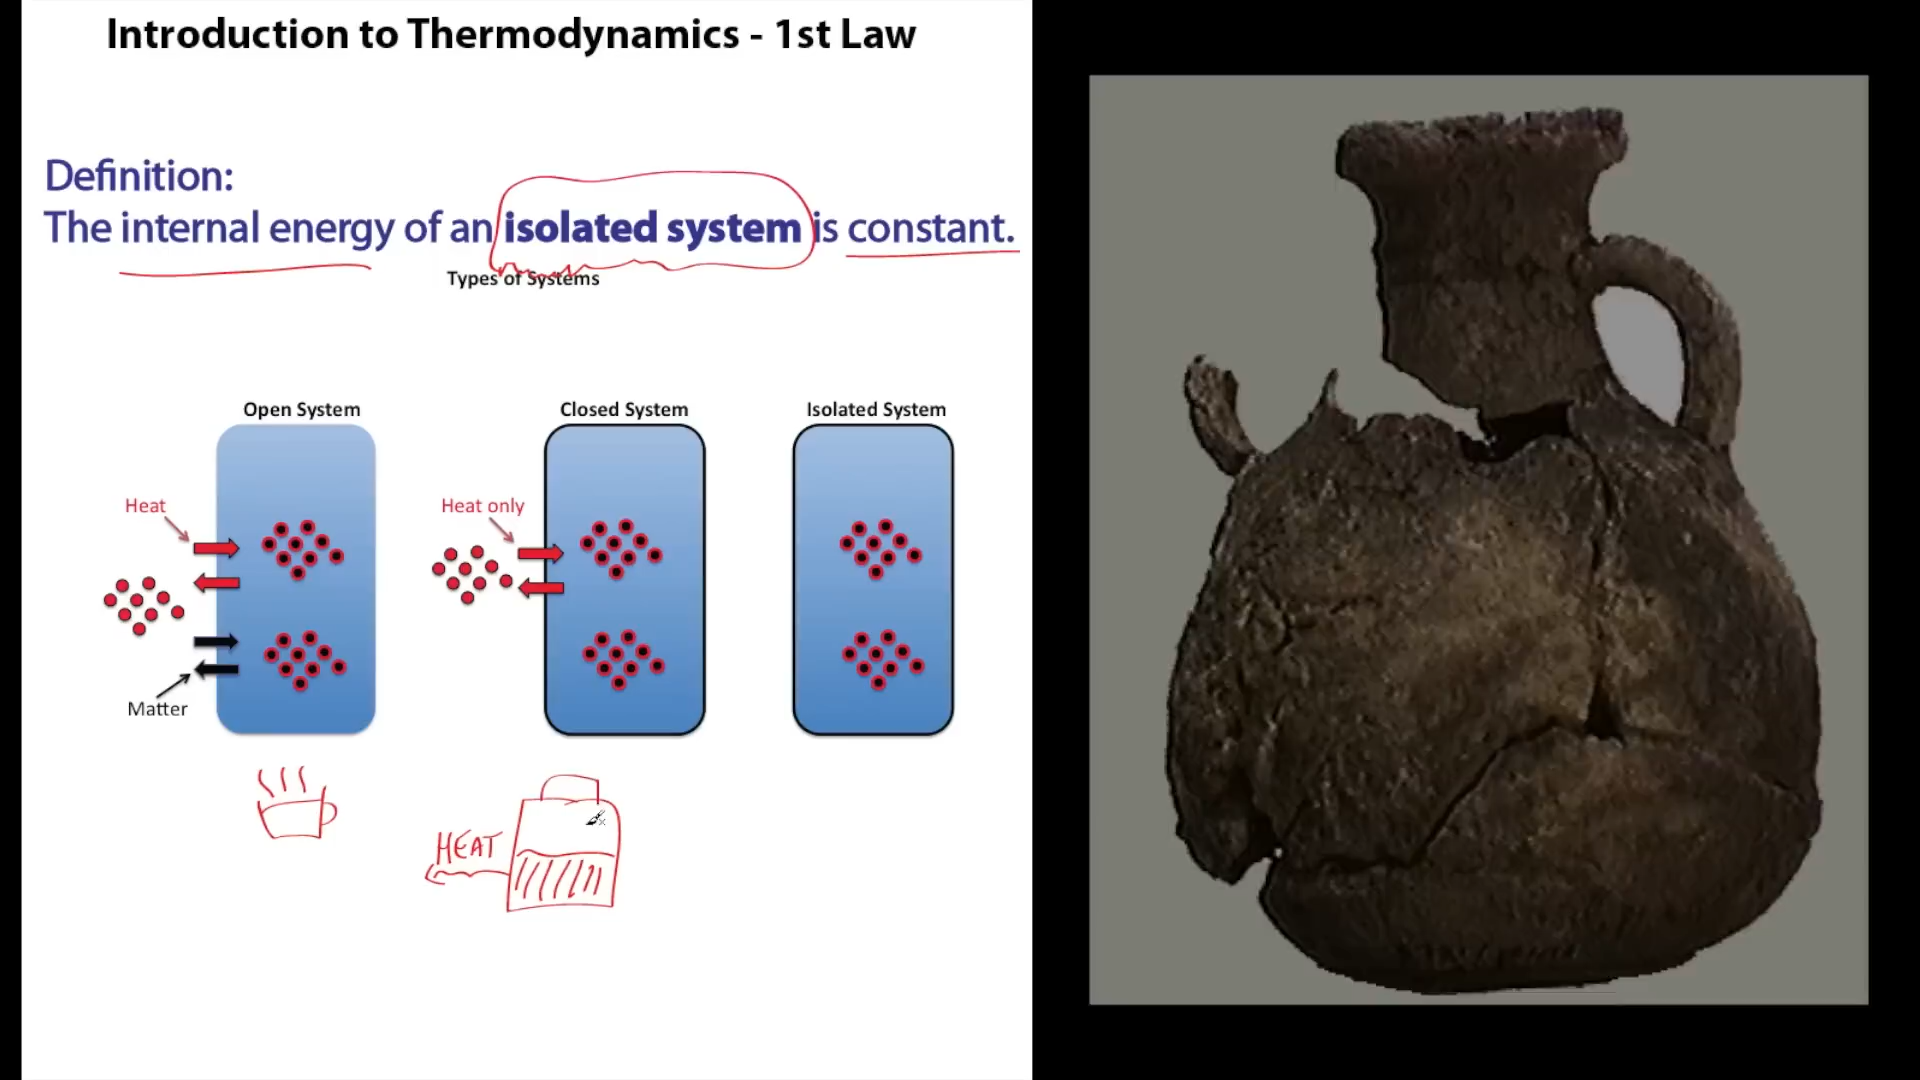 Introduction to Thermodynamics - 1st Law
Definition:
The internal energy of an isolated system is constant.
Types of Systems
Open System
Closed System
Isolated System
Heat
Heat only
Matter
HEAT